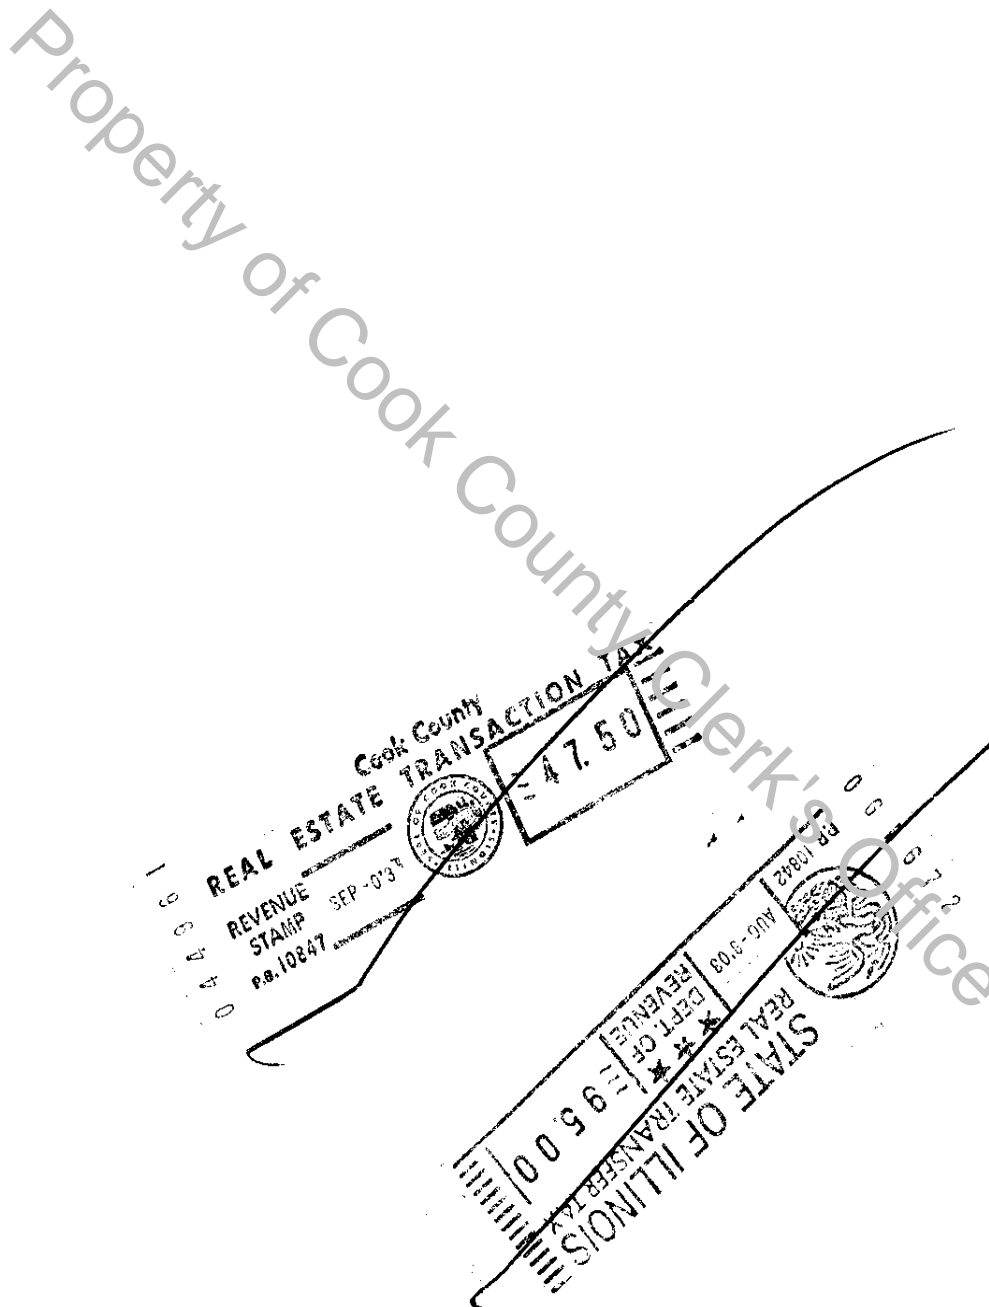 Property of Cook County Clerk's Office
Cook County
REAL ESTATE TRANSACTION TAX
REVENUE
STAMP SEP-0'3
P.B. 10847
47.50
044961
STATE OF ILLINOIS
REAL ESTATE TRANSFER TAX
★ ★ ★
DEPT. OF
REVENUE
95.00
AUG-9'03
P.B. 10842